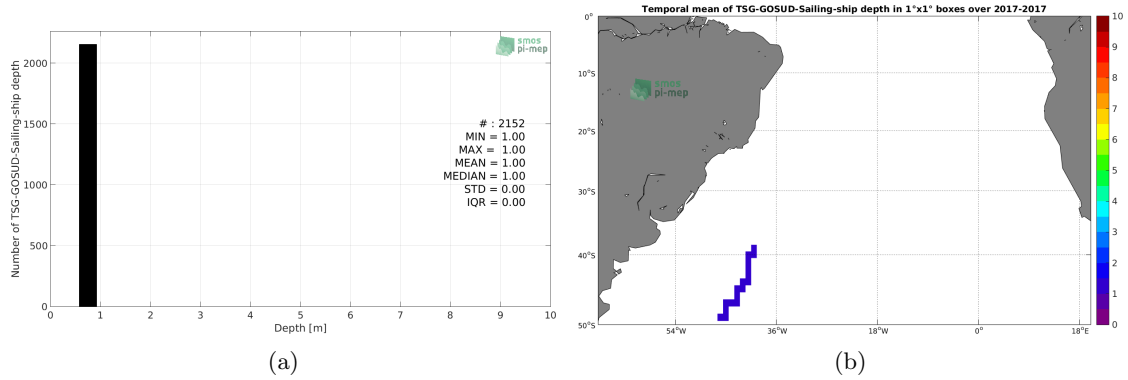 smos
pi-mep
Number of TSG-GOSUD-Sailing-ship depth
2000
1500
1000
500
0
# : 2152
MIN = 1.00
MAX = 1.00
MEAN = 1.00
MEDIAN = 1.00
STD = 0.00
IQR = 0.00
0 1 2 3 4 5 6 7 8 9 10
Depth [m]
(a)
Temporal mean of TSG-GOSUD-Sailing-ship depth in 1°x1° boxes over 2017-2017
0°
10°S
20°S
30°S
40°S
50°S
smos
pi-mep
54°W 36°W 18°W 0° 18°E
10
9
8
7
6
5
4
3
2
1
0
(b)